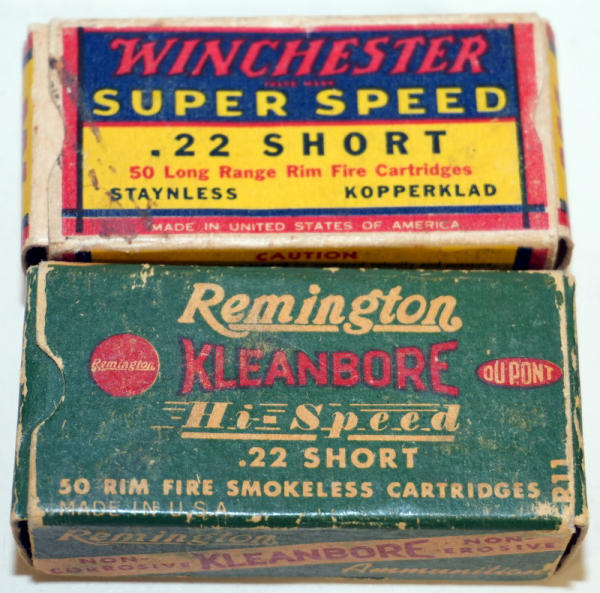 WINCHESTER
TRADE MARK
SUPER SPEED
.22 SHORT
50 Long Range Rim Fire Cartridges
STAYNLESS KOPPERKLAD
MADE IN UNITED STATES OF AMERICA
CAUTION
Remington
Remington
KLEANBORE
DU PONT
Hi-Speed
.22 SHORT
50 RIM FIRE SMOKELESS CARTRIDGES
R11
MADE IN U.S.A.
Remington
NON-CORROSIVE KLEANBORE NON-EROSIVE
Ammunition